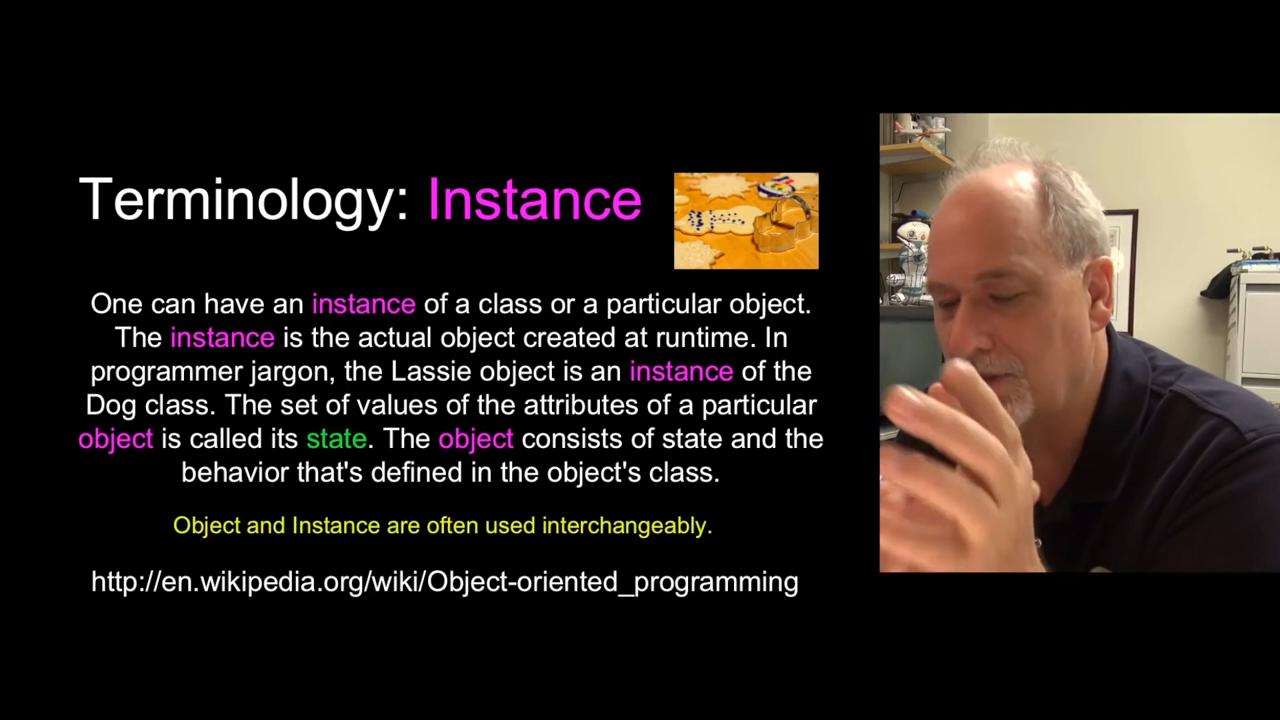 Terminology: Instance
One can have an instance of a class or a particular object.
The instance is the actual object created at runtime. In
programmer jargon, the Lassie object is an instance of the
Dog class. The set of values of the attributes of a particular
object is called its state. The object consists of state and the
behavior that's defined in the object's class.
Object and Instance are often used interchangeably.
http://en.wikipedia.org/wiki/Object-oriented_programming